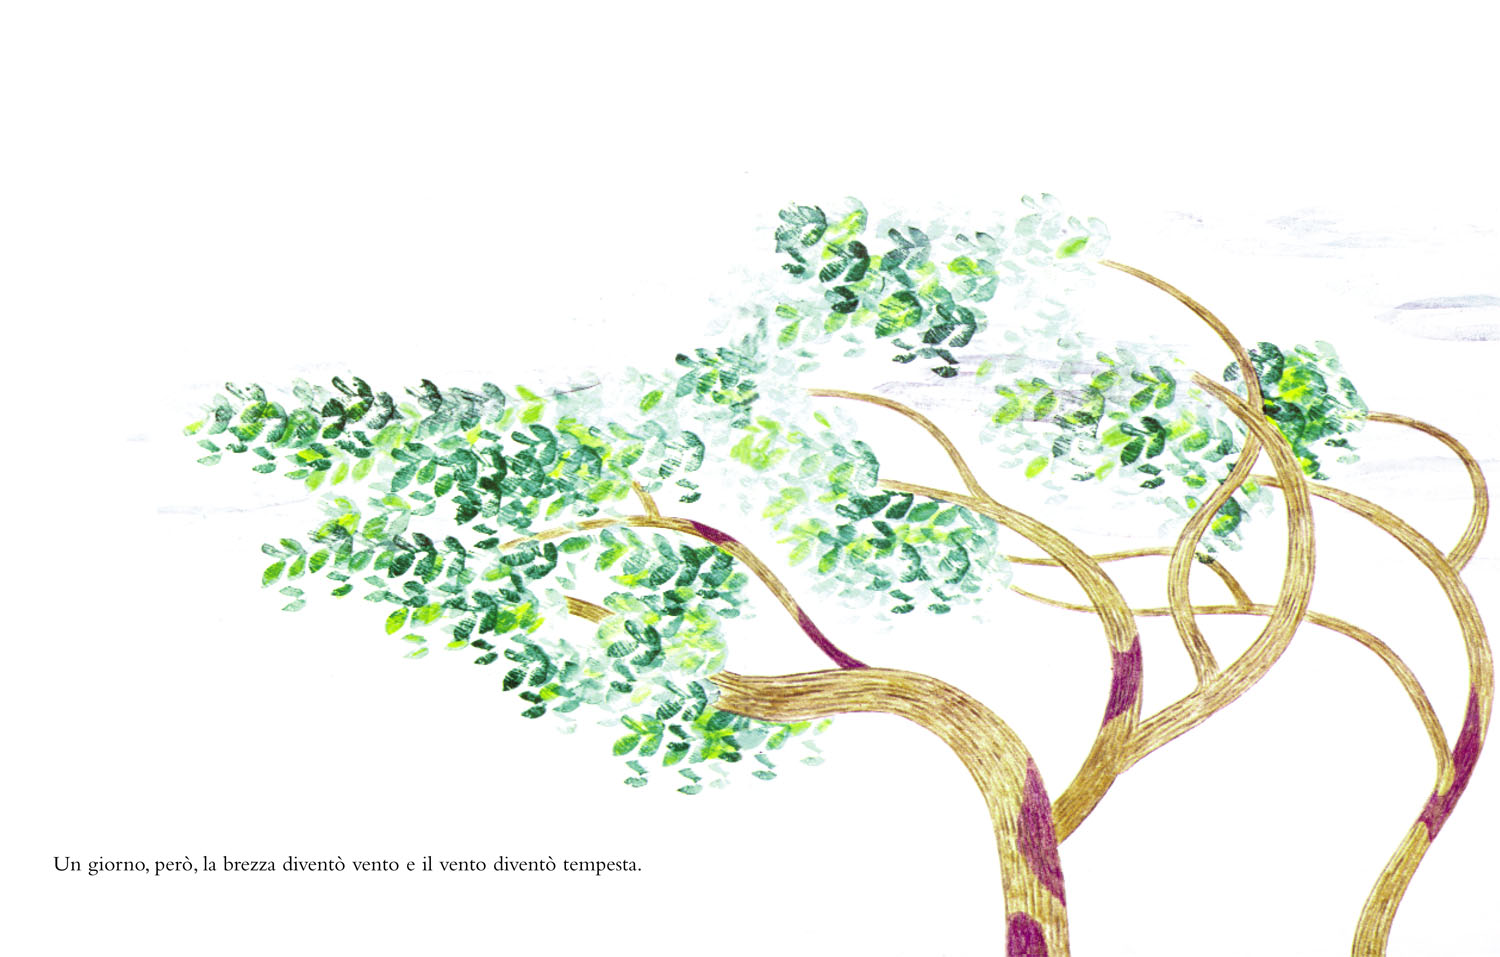 Un giorno, però, la brezza diventò vento e il vento diventò tempesta.